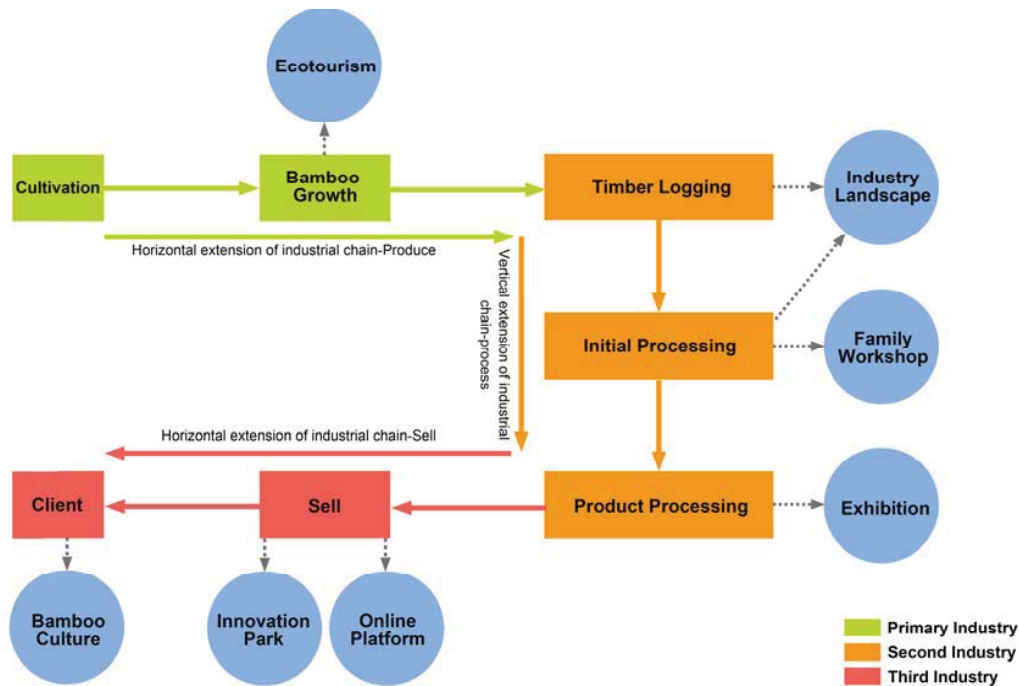 Ecotourism
Cultivation
Bamboo
Growth
Timber Logging
Industry
Landscape
Horizontal extension of industrial chain-Produce
Vertical extension of industrial
chain-process
Initial Processing
Family
Workshop
Horizontal extension of industrial chain-Sell
Client
Sell
Product Processing
Exhibition
Bamboo
Culture
Innovation
Park
Online
Platform
Primary Industry
Second Industry
Third Industry